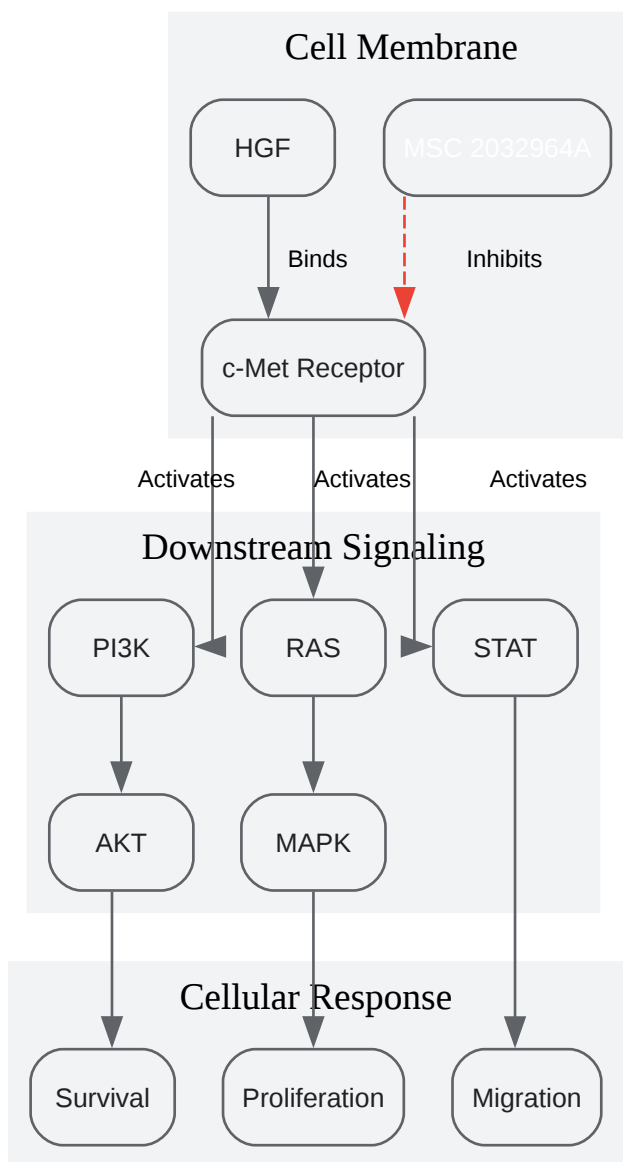 Cell Membrane
HGF
MSC 2032964A
Binds
Inhibits
c-Met Receptor
Activates
Activates
Activates
Downstream Signaling
PI3K
RAS
STAT
AKT
MAPK
Cellular Response
Survival
Proliferation
Migration